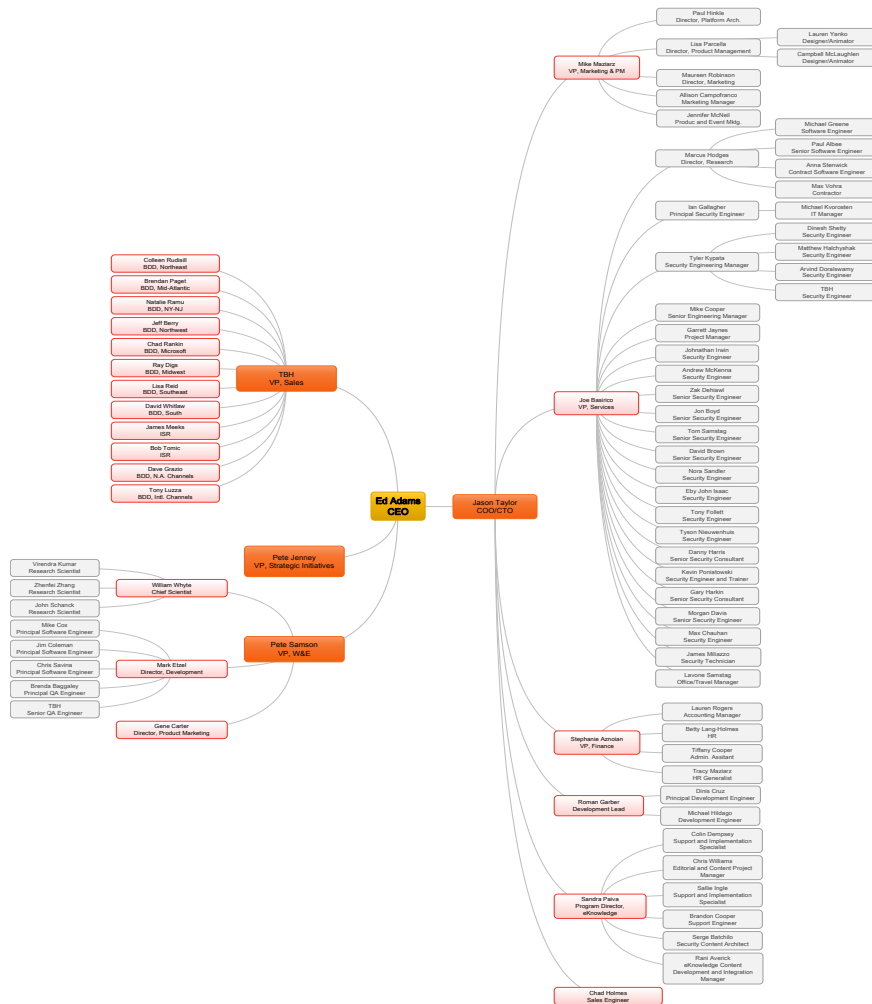 Paul Hinkle
Director, Platform Arch.
Lisa Parcella
Director, Product Management
Lauren Yanko
Designer/Animator
Campbell McLaughlen
Designer/Animator
Mike Maziarz
VP, Marketing & PM
Maureen Robinson
Director, Marketing
Allison Campofranco
Marketing Manager
Jennifer McNeil
Produc and Event Mktg.
Michael Greene
Software Engineer
Paul Albee
Senior Software Engineer
Marcus Hodges
Director, Research
Anna Stenwick
Contract Software Engineer
Max Vohra
Contractor
Ian Gallagher
Principal Security Engineer
Michael Kvorosten
IT Manager
Dinesh Shetty
Security Engineer
Matthew Halchyshak
Security Engineer
Tyler Kypata
Security Engineering Manager
Arvind Doraiswamy
Security Engineer
TBH
Security Engineer
Mike Cooper
Senior Engineering Manager
Garrett Jaynes
Project Manager
Johnathan Irwin
Security Engineer
Andrew McKenna
Security Engineer
Zak Dehlawi
Senior Security Engineer
Joe Basirico
VP, Services
Jon Boyd
Senior Security Engineer
Tom Samstag
Senior Security Engineer
David Brown
Senior Security Engineer
Nora Sandler
Security Engineer
Eby John Isaac
Security Engineer
Tony Follett
Security Engineer
Tyson Nieuwenhuis
Security Engineer
Danny Harris
Senior Security Consultant
Kevin Poniatowski
Security Engineer and Trainer
Gary Harkin
Senior Security Consultant
Morgan Davis
Senior Security Engineer
Max Chauhan
Security Engineer
James Miliazzo
Security Technician
Lavone Samstag
Office/Travel Manager
Colleen Rudisill
BDD, Northeast
Brendan Paget
BDD, Mid-Atlantic
Natalie Ramu
BDD, NY-NJ
Jeff Berry
BDD, Northwest
Chad Rankin
BDD, Microsoft
Ray Digs
BDD, Midwest
Lisa Reid
BDD, Southeast
David Whitlaw
BDD, South
James Meeks
ISR
Bob Tomic
ISR
Dave Grazio
BDD, N.A. Channels
Tony Luzza
BDD, Intl. Channels
TBH
VP, Sales
Ed Adams
CEO
Jason Taylor
COO/CTO
Pete Jenney
VP, Strategic Initiatives
Pete Samson
VP, W&E
Virendra Kumar
Research Scientist
Zhenfei Zhang
Research Scientist
John Schanck
Research Scientist
William Whyte
Chief Scientist
Mike Cox
Principal Software Engineer
Jim Coleman
Principal Software Engineer
Chris Savina
Principal Software Engineer
Brenda Baggaley
Principal QA Engineer
TBH
Senior QA Engineer
Mark Etzel
Director, Development
Gene Carter
Director, Product Marketing
Lauren Rogers
Accounting Manager
Betty Lang-Holmes
HR
Stephanie Aznoian
VP, Finance
Tiffany Cooper
Admin. Assitant
Tracy Maziarz
HR Generalist
Roman Garber
Development Lead
Dinis Cruz
Principal Development Engineer
Michael Hildago
Development Engineer
Colin Dempsey
Support and Implementation
Specialist
Chris Williams
Editorial and Content Project
Manager
Sallie Ingle
Support and Implementation
Specialist
Sandra Paiva
Program Director,
eKnowledge
Brandon Cooper
Support Engineer
Serge Batchilo
Security Content Architect
Rani Averick
eKnowledge Content
Development and Integration
Manager
Chad Holmes
Sales Engineer